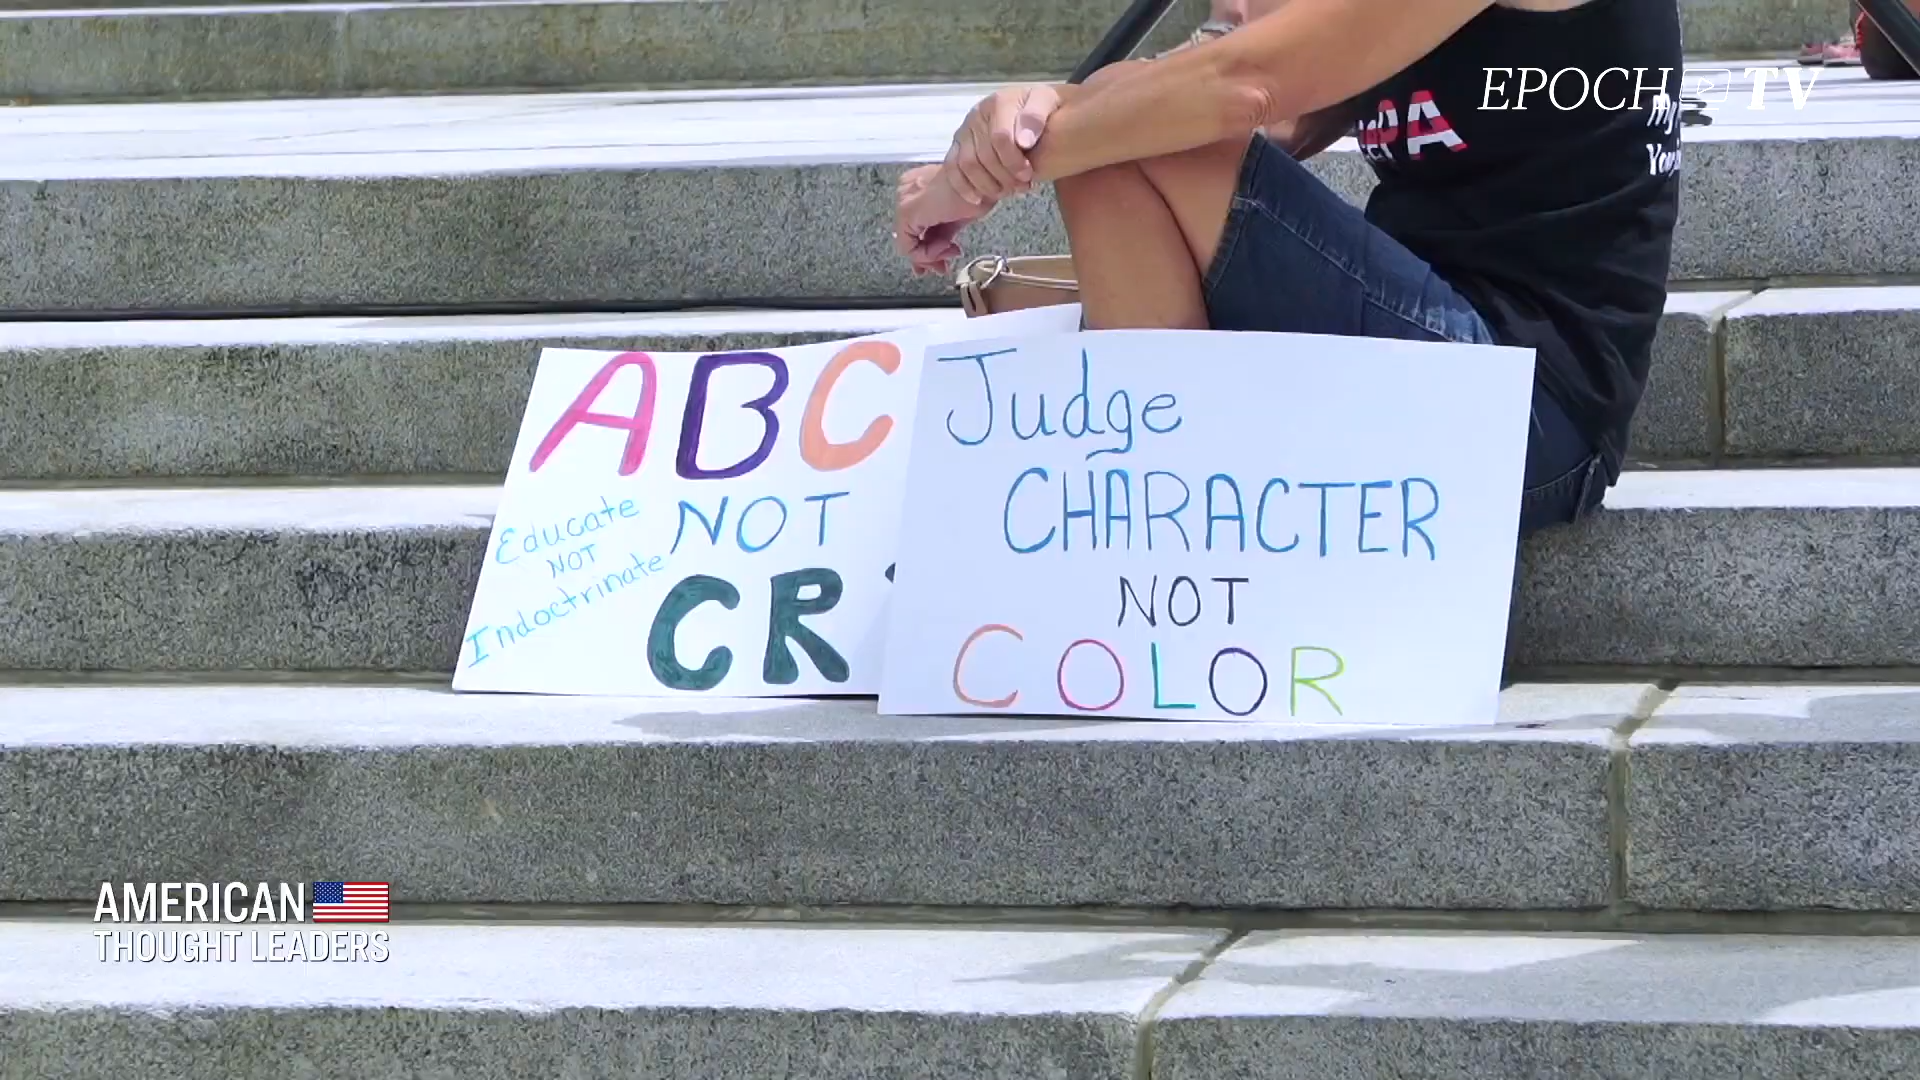 EPOCH TV
ABC
NOT
CR
Educate
NOT
Indoctrinate
Judge
CHARACTER
NOT
COLOR
AMERICAN
THOUGHT LEADERS